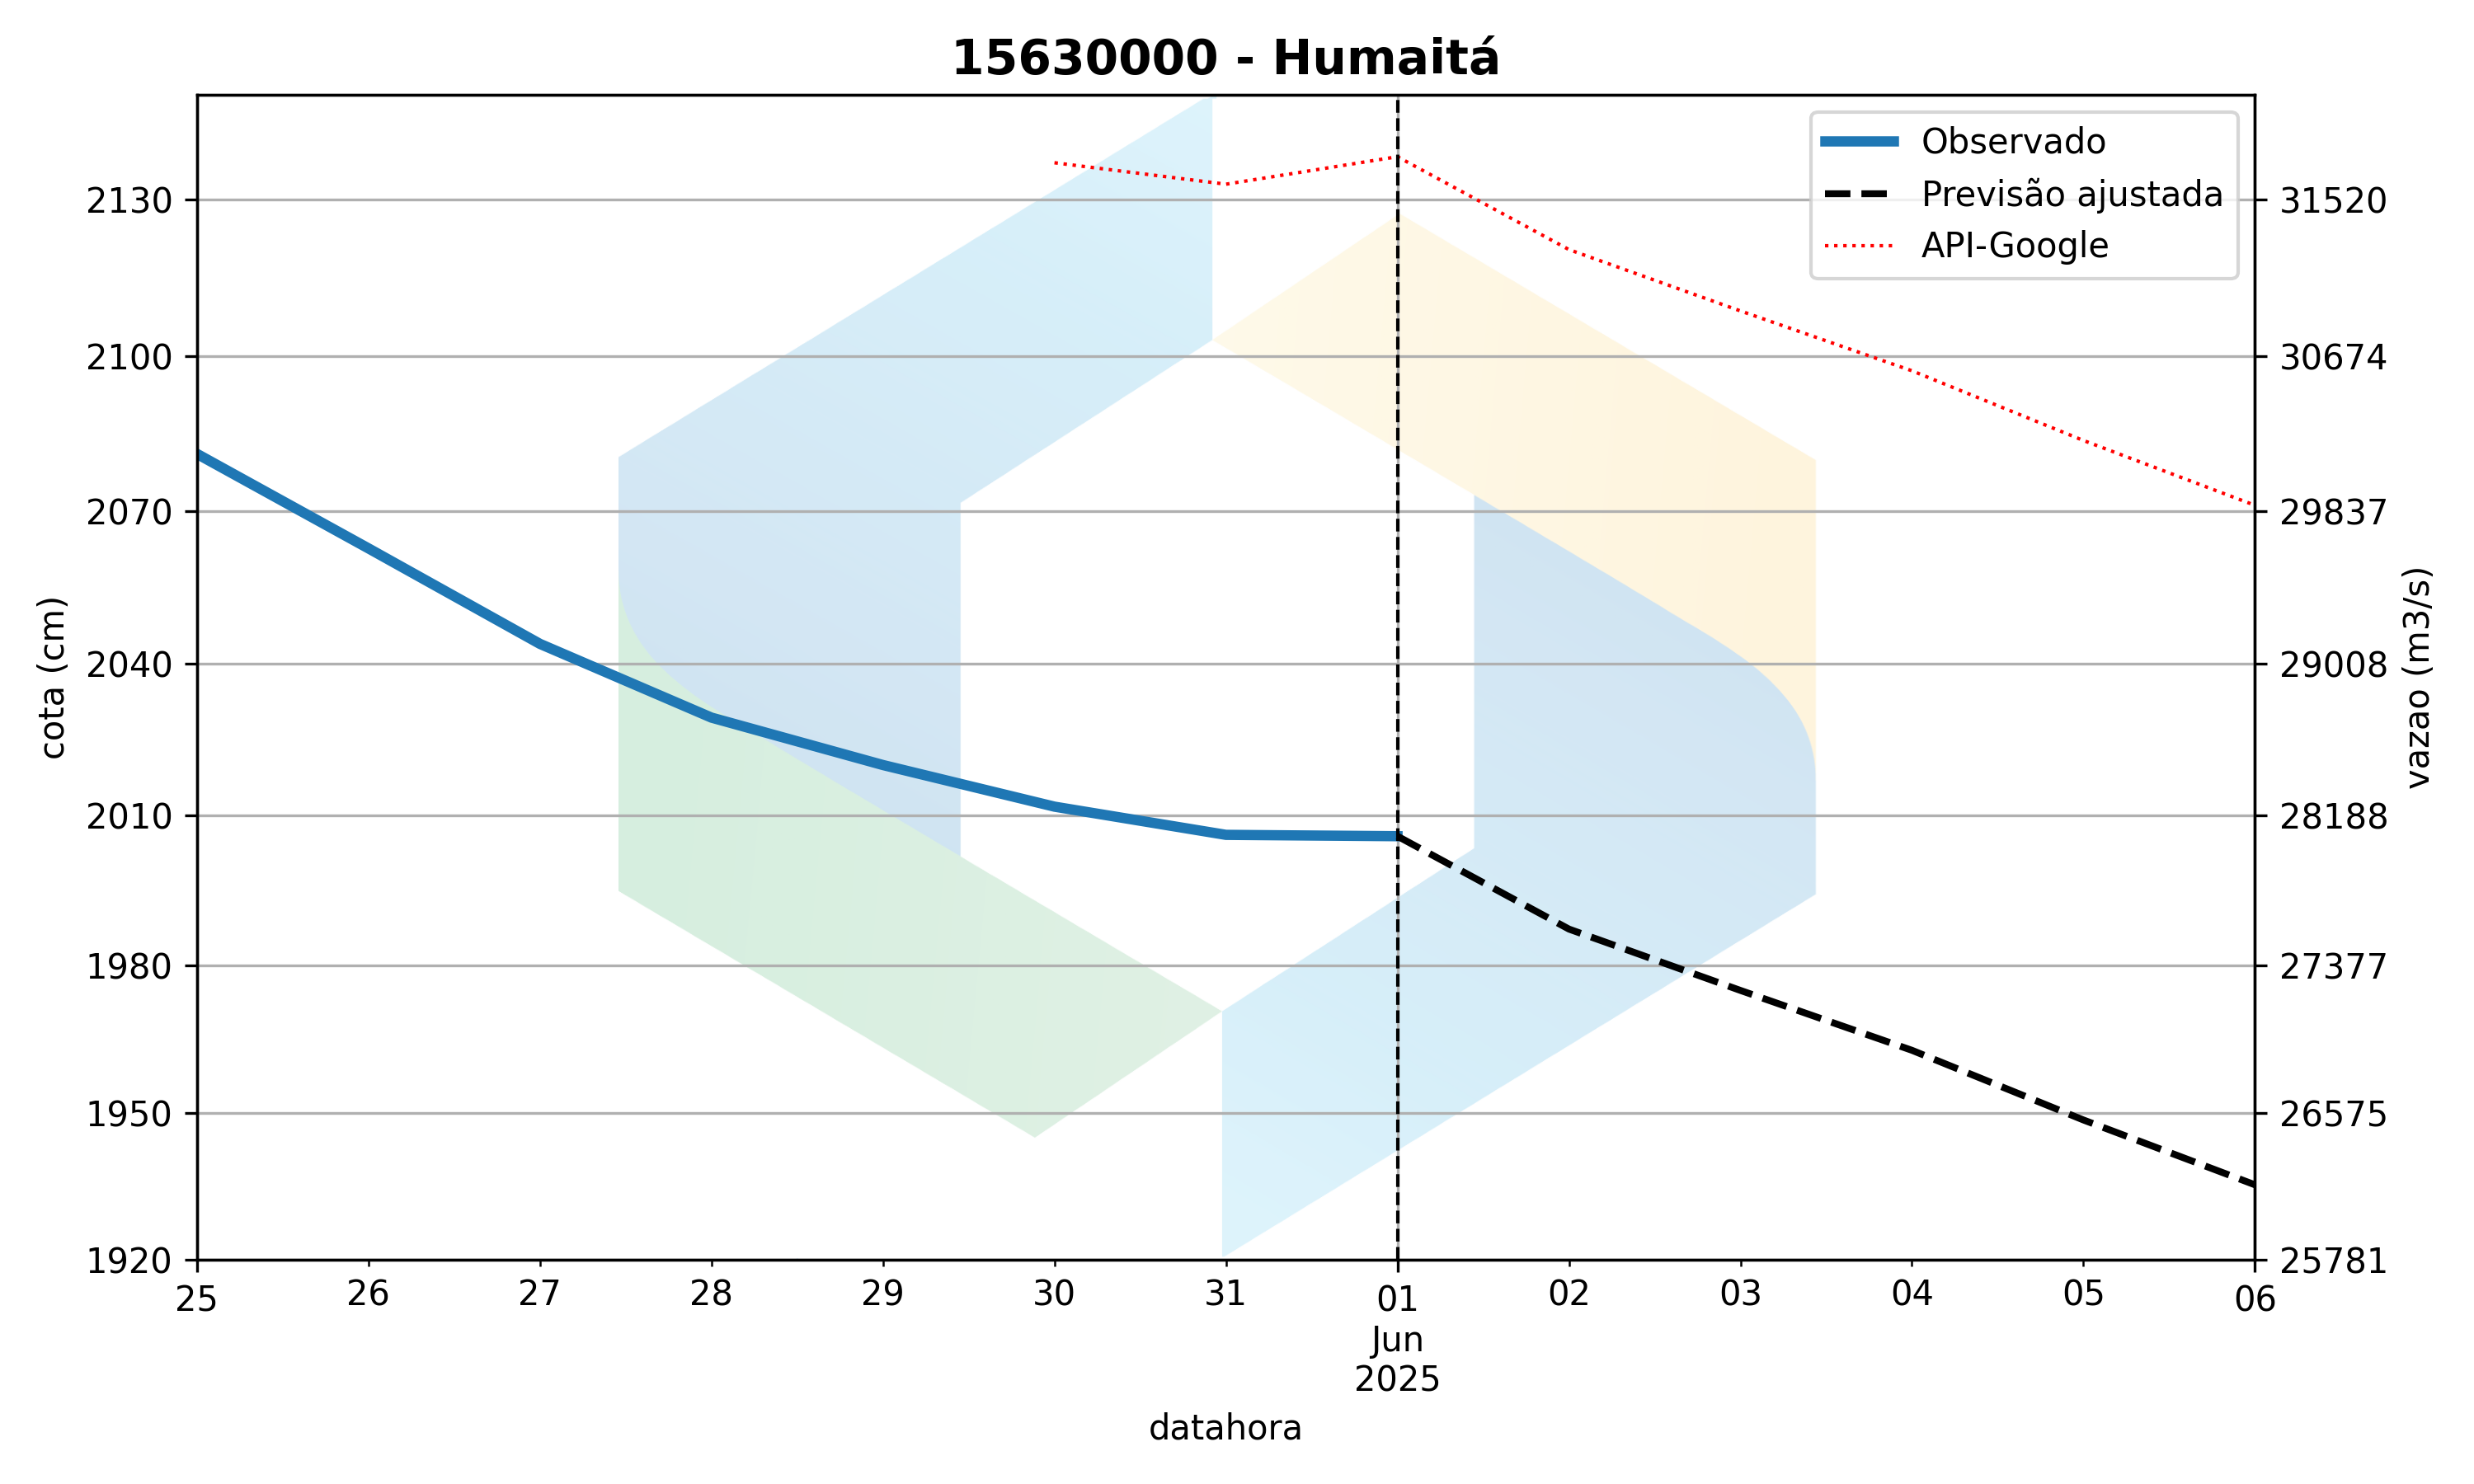 15630000 - Humaitá
Observado
Previsão ajustada
API-Google
2130
2100
2070
2040
2010
1980
1950
1920
cota (cm)
31520
30674
29837
29008
28188
27377
26575
25781
vazao (m3/s)
25 26 27 28 29 30 31 01 02 03 04 05 06
Jun
2025
datahora